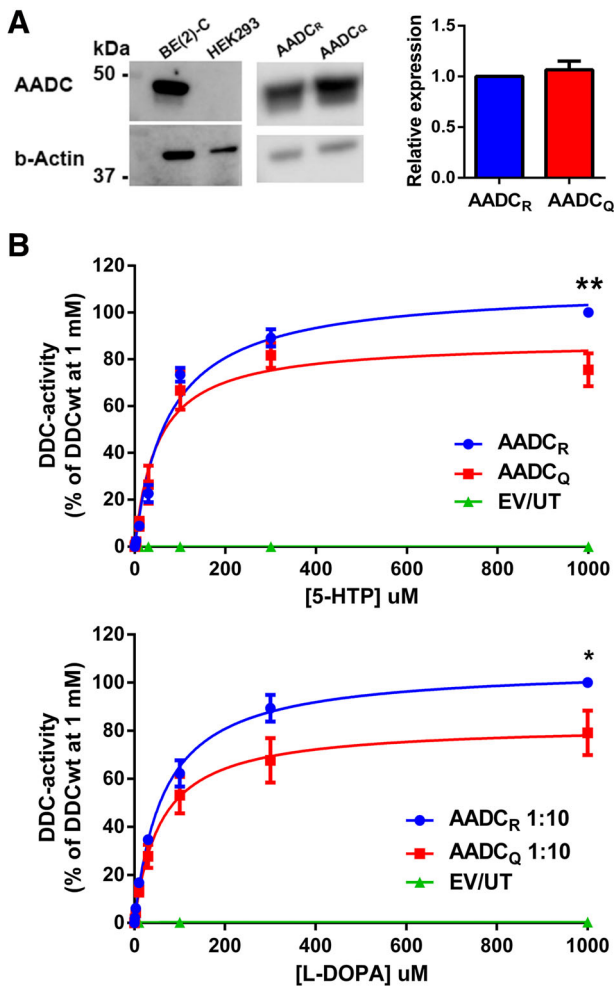 A
kDa
BE(2)-C
HEK293
AADCR
AADCQ
50
AADC
b-Actin
37
Relative expression
1.5
1.0
0.5
0.0
AADCR
AADCQ
B
DDC-activity
(% of DDCwt at 1 mM)
120
100
80
60
40
20
0
**
AADCR
AADCQ
EV/UT
0 200 400 600 800 1000
[5-HTP] uM
DDC-activity
(% of DDCwt at 1 mM)
120
100
80
60
40
20
0
*
AADCR 1:10
AADCQ 1:10
EV/UT
0 200 400 600 800 1000
[L-DOPA] uM